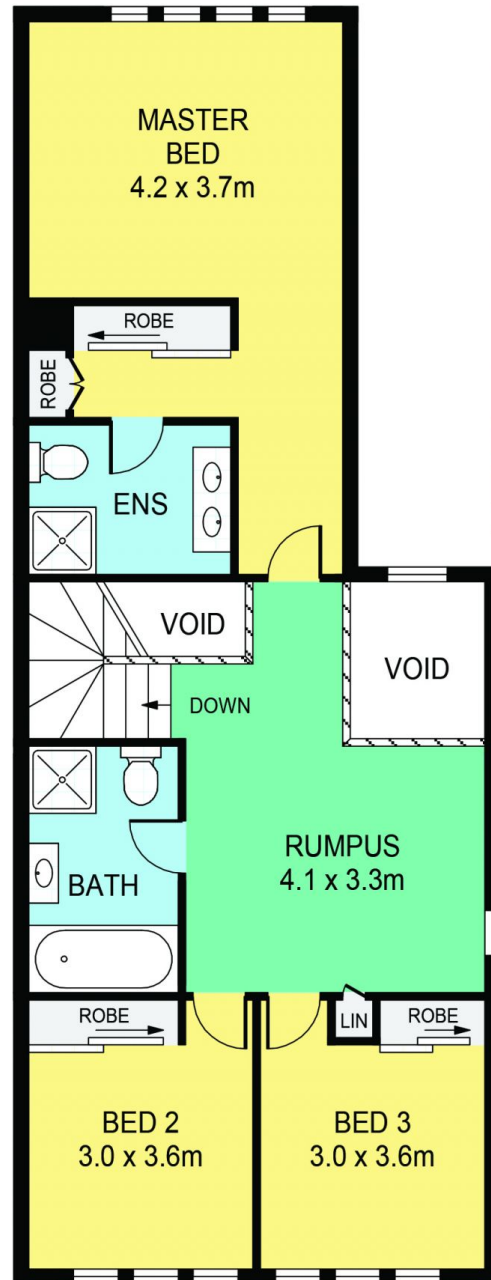 MASTER
BED
4.2 x 3.7m
ROBE
ROBE
ENS
VOID
VOID
DOWN
RUMPUS
4.1 x 3.3m
BATH
ROBE
LIN
ROBE
BED 2
3.0 x 3.6m
BED 3
3.0 x 3.6m